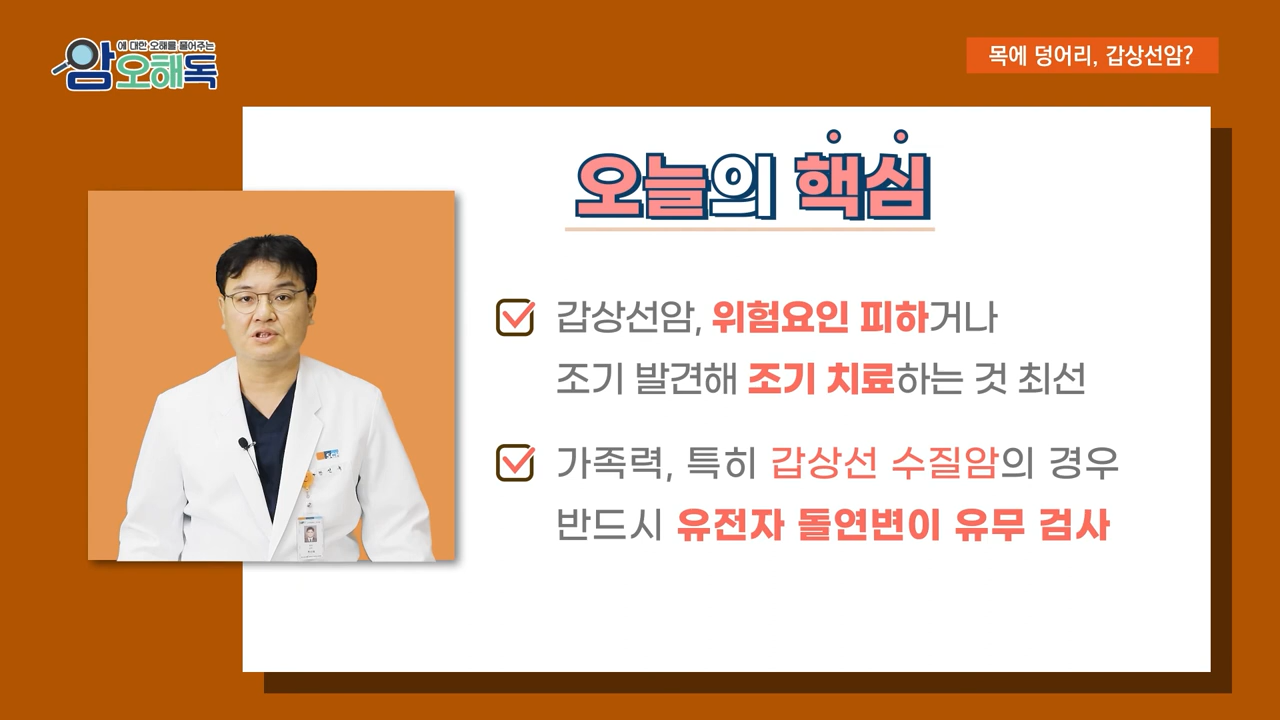 에 대한 오해를 풀어주는
암오해독
목에 덩어리, 갑상선암?
오늘의 핵심
갑상선암, 위험요인 피하거나
조기 발견해 조기 치료하는 것 최선
가족력, 특히 갑상선 수질암의 경우
반드시 유전자 돌연변이 유무 검사